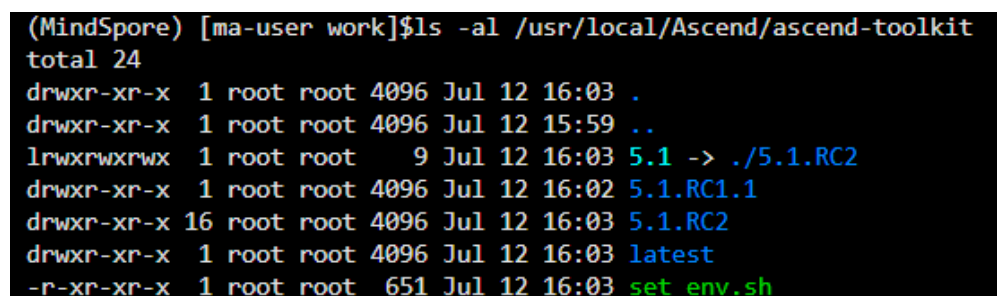 (MindSpore) [ma-user work]$ls -al /usr/local/Ascend/ascend-toolkit
total 24
drwxr-xr-x  1 root root 4096 Jul 12 16:03 .
drwxr-xr-x  1 root root 4096 Jul 12 15:59 ..
lrwxrwxrwx  1 root root    9 Jul 12 16:03 5.1 -> ./5.1.RC2
drwxr-xr-x  1 root root 4096 Jul 12 16:02 5.1.RC1.1
drwxr-xr-x 16 root root 4096 Jul 12 16:03 5.1.RC2
drwxr-xr-x  1 root root 4096 Jul 12 16:03 latest
-r-xr-xr-x  1 root root  651 Jul 12 16:03 set_env.sh